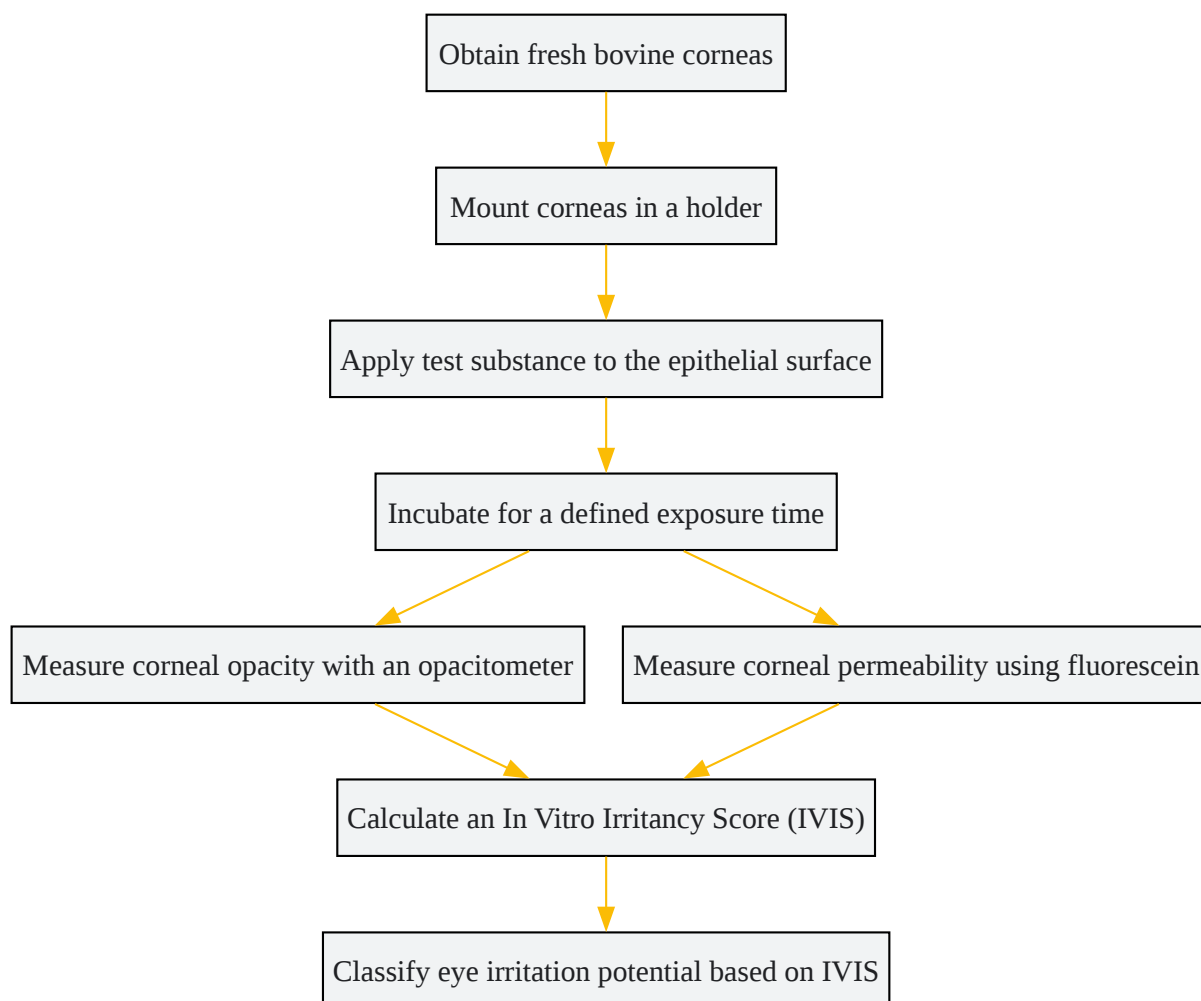 Obtain fresh bovine corneas
Mount corneas in a holder
Apply test substance to the epithelial surface
Incubate for a defined exposure time
Measure corneal opacity with an opacitometer
Measure corneal permeability using fluorescein
Calculate an In Vitro Irritancy Score (IVIS)
Classify eye irritation potential based on IVIS